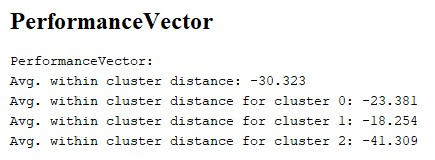 PerformanceVector
PerformanceVector:
Avg. within cluster distance: -30.323
Avg. within cluster distance for cluster 0: -23.381
Avg. within cluster distance for cluster 1: -18.254
Avg. within cluster distance for cluster 2: -41.309